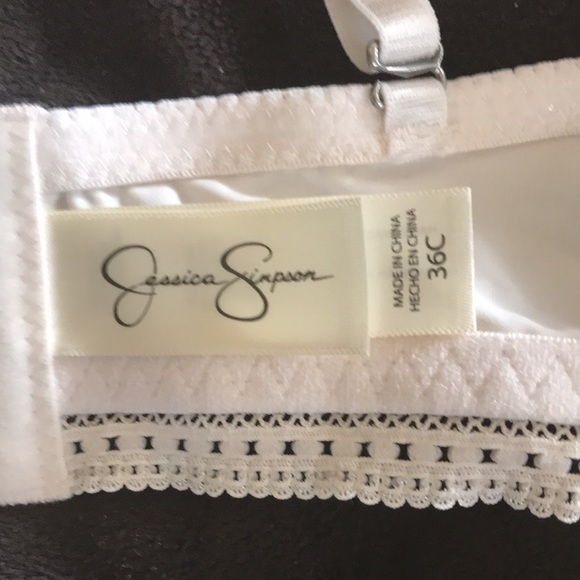 Jessica Simpson
MADE IN CHINA
HECHO EN CHINA
36C